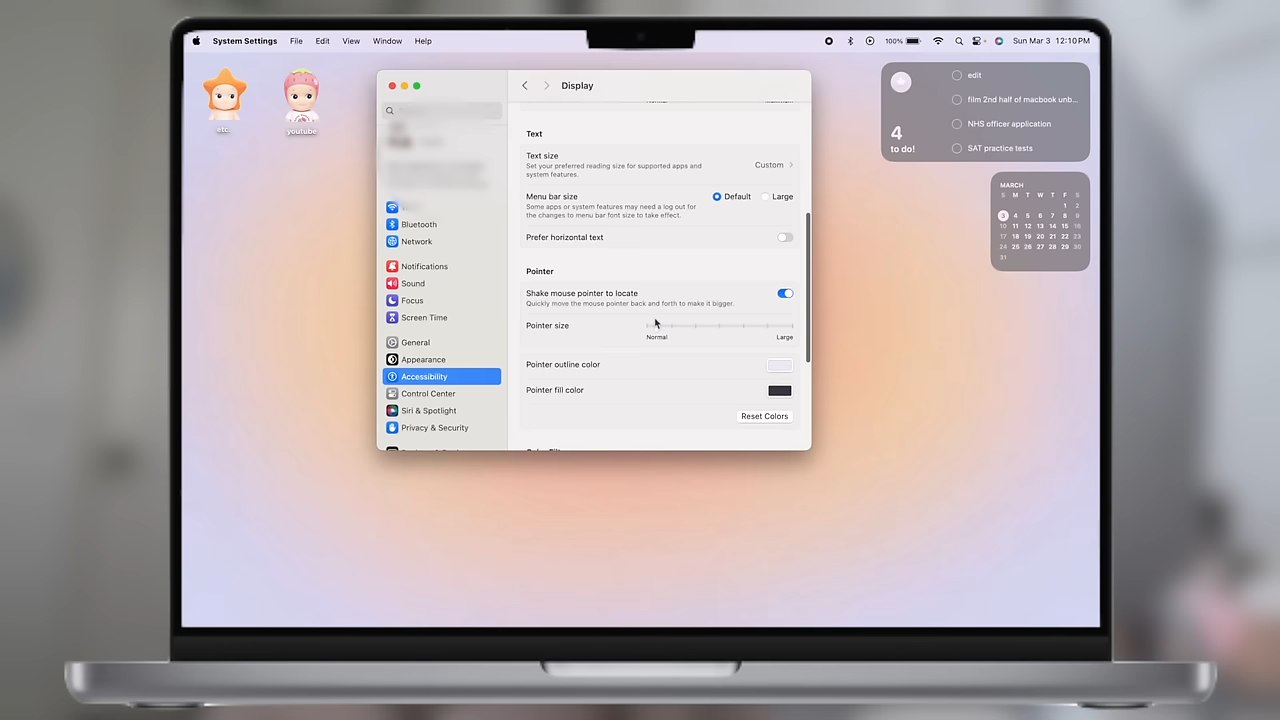 System Settings File Edit View Window Help
100% Sun Mar 3 12:10 PM
etc.
youtube
Bluetooth
Network
Notifications
Sound
Focus
Screen Time
General
Appearance
Accessibility
Control Center
Siri & Spotlight
Privacy & Security
Display
Text
Text size
Set your preferred reading size for supported apps and
system features.
Custom
Menu bar size
Some apps or system features may need a log out for
the changes to menu bar font size to take effect.
Default Large
Prefer horizontal text
Pointer
Shake mouse pointer to locate
Quickly move the mouse pointer back and forth to make it bigger.
Pointer size
Normal Large
Pointer outline color
Pointer fill color
Reset Colors
4
to do!
edit
film 2nd half of macbook unb...
NHS officer application
SAT practice tests
MARCH
S M T W T F S
1 2
3 4 5 6 7 8 9
10 11 12 13 14 15 16
17 18 19 20 21 22 23
24 25 26 27 28 29 30
31